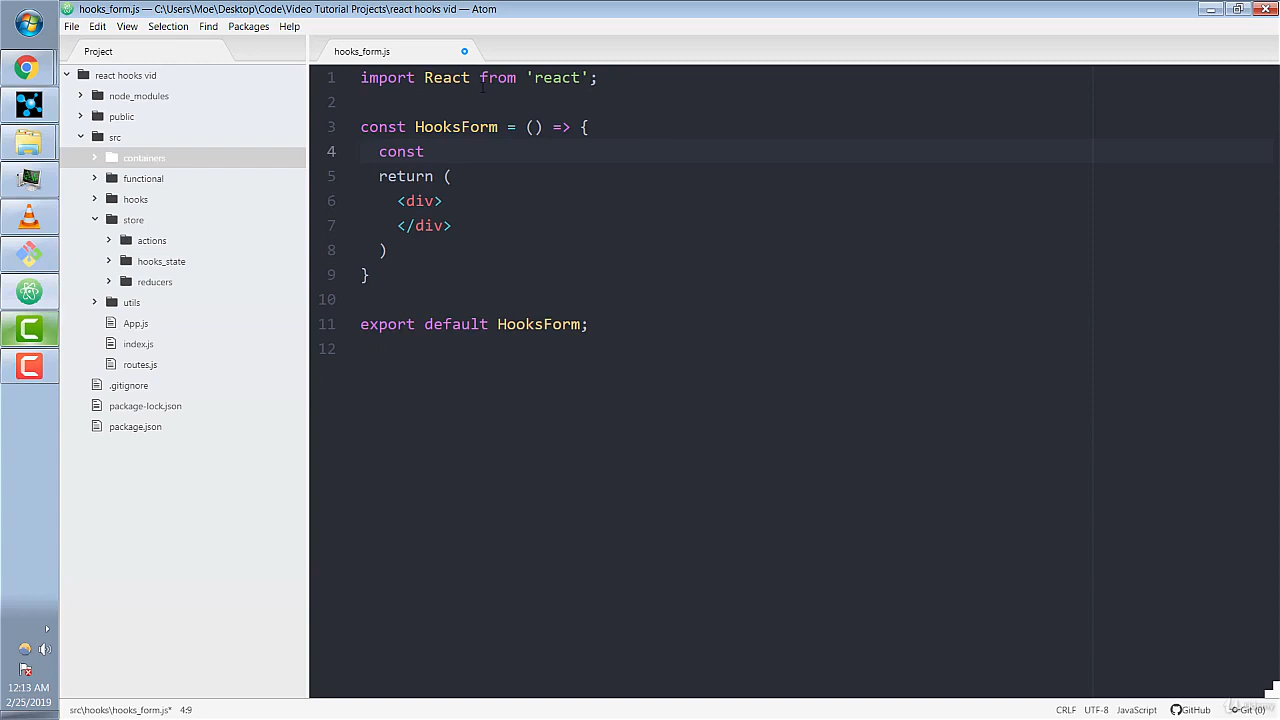 hooks_form.js — C:\Users\Moe\Desktop\Code\Video Tutorial Projects\react hooks vid — Atom
File Edit View Selection Find Packages Help
Project
react hooks vid
node_modules
public
src
containers
functional
hooks
store
actions
hooks_state
reducers
utils
App.js
index.js
routes.js
.gitignore
package-lock.json
package.json
hooks_form.js
1 import React from 'react';
2
3 const HooksForm = () => {
4 const
5 return (
6 <div>
7 </div>
8 )
9 }
10
11 export default HooksForm;
12
12:13 AM
2/25/2019
src\hooks\hooks_form.js* 4:9
CRLF UTF-8 JavaScript GitHub Git (0)